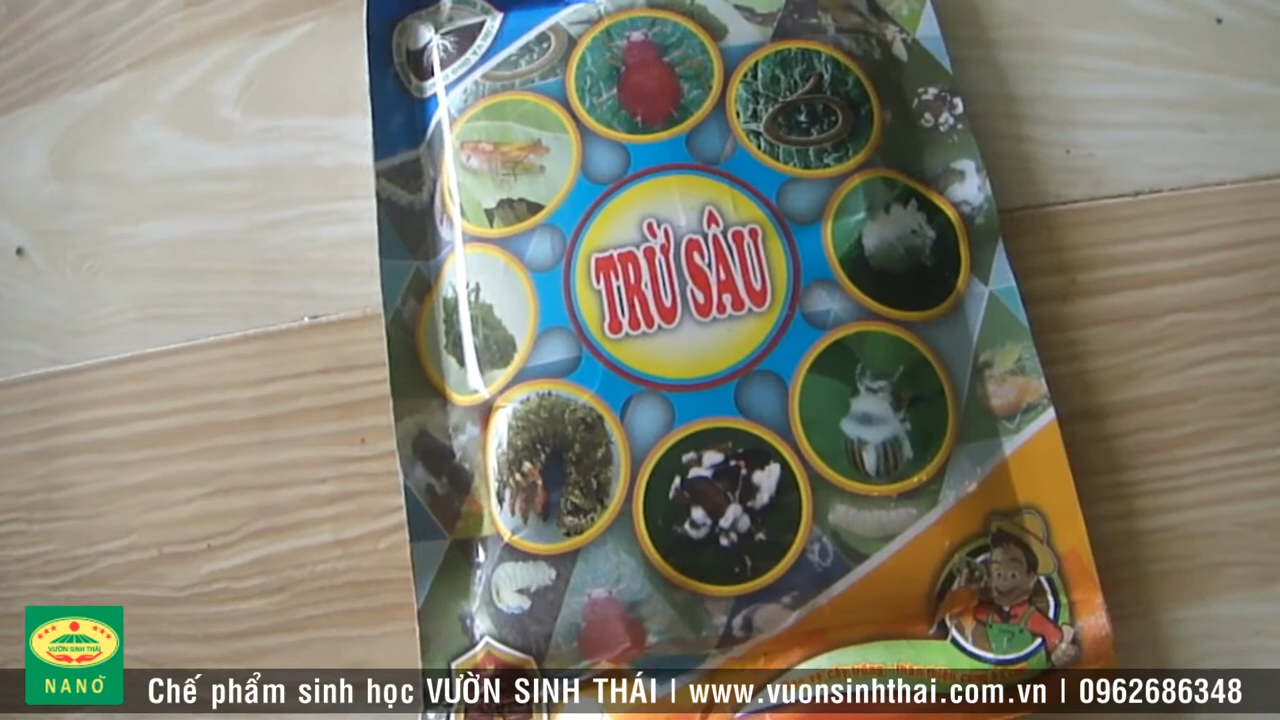 TRỪ SÂU
VƯỜN SINH THÁI
NANO
Chế phẩm sinh học VƯỜN SINH THÁI | www.vuonsinhthai.com.vn | 0962686348